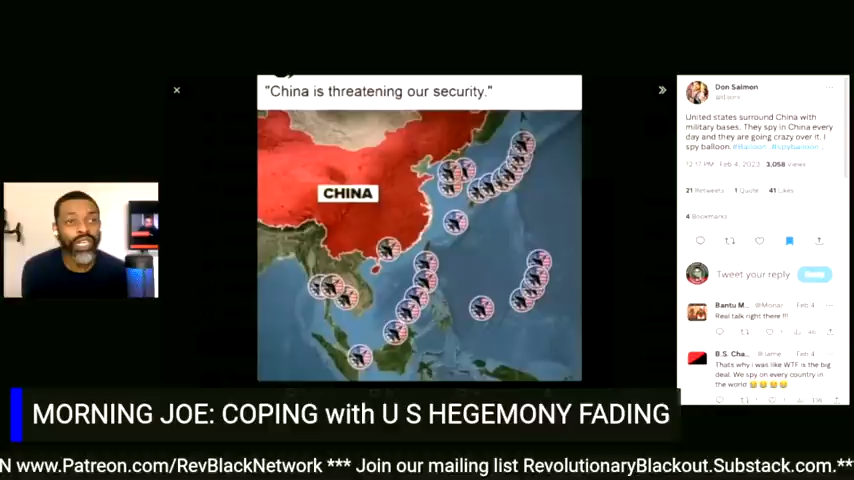 "China is threatening our security."
CHINA
Don Saimon
United states surround China with
military bases. They spy in China every
day and they are going crazy over it. I
spy balloon. #Balloon #spyballoon
12:17 PM Feb 4, 2023 3,058 Views
21 Retweets 1 Quote 41 Likes
4 Bookmarks
Tweet your reply
Bantu M... @Monar Feb 4
Real talk right there !!!
B.S. Cha... Feb 4
Thats why i was like WTF is the big
deal. We spy on every country in
the world
MORNING JOE: COPING with U S HEGEMONY FADING
N www.Patreon.com/RevBlackNetwork *** Join our mailing list RevolutionaryBlackout.Substack.com.**